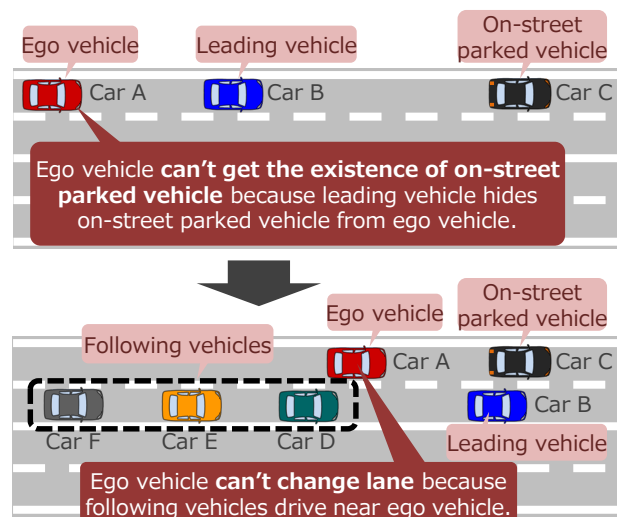 Ego vehicle
Leading vehicle
On-street
parked vehicle
Car A
Car B
Car C
Ego vehicle can’t get the existence of on-street
parked vehicle because leading vehicle hides
on-street parked vehicle from ego vehicle.
Ego vehicle
On-street
parked vehicle
Following vehicles
Car A
Car C
Car B
Car F
Car E
Car D
Leading vehicle
Ego vehicle can’t change lane because
following vehicles drive near ego vehicle.